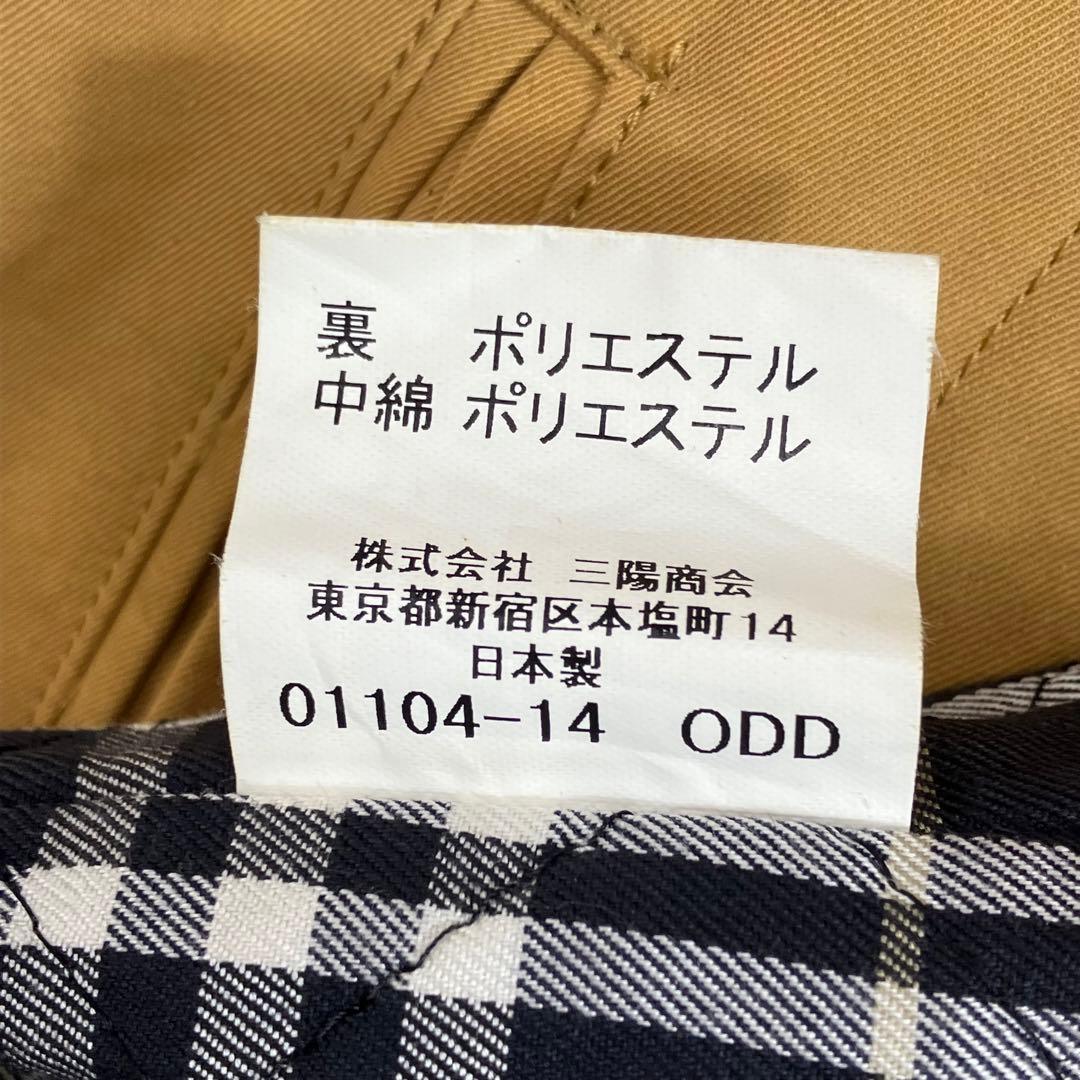 裏 ポリエステル
中綿 ポリエステル
株式会社 三陽商会
東京都新宿区本塩町14
日本製
01104-14 ODD